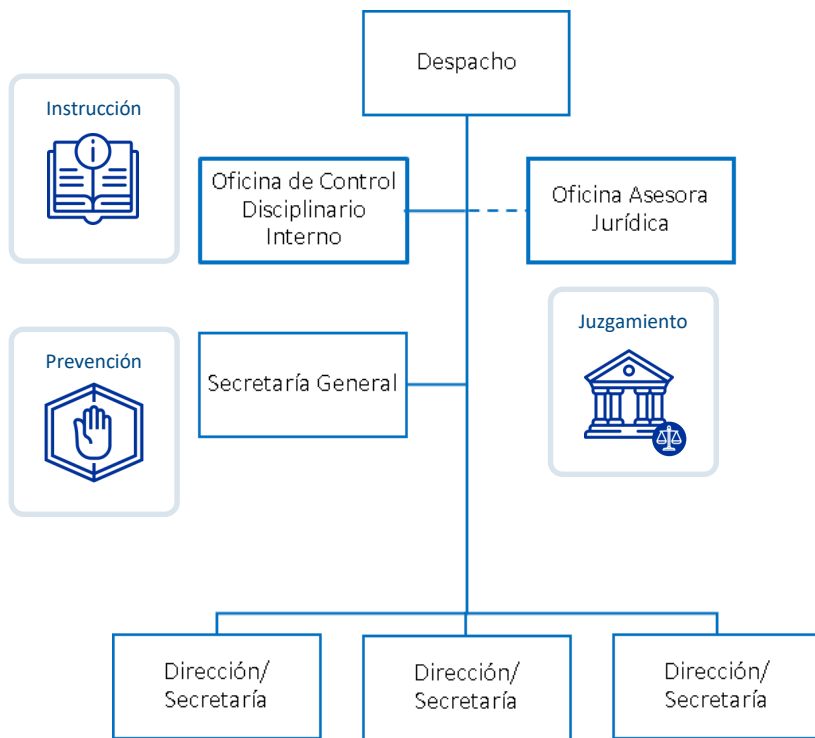 Despacho
Instrucción
Oficina de Control
Disciplinario
Interno
Oficina Asesora
Jurídica
Prevención
Secretaría General
Juzgamiento
Dirección/
Secretaría
Dirección/
Secretaría
Dirección/
Secretaría